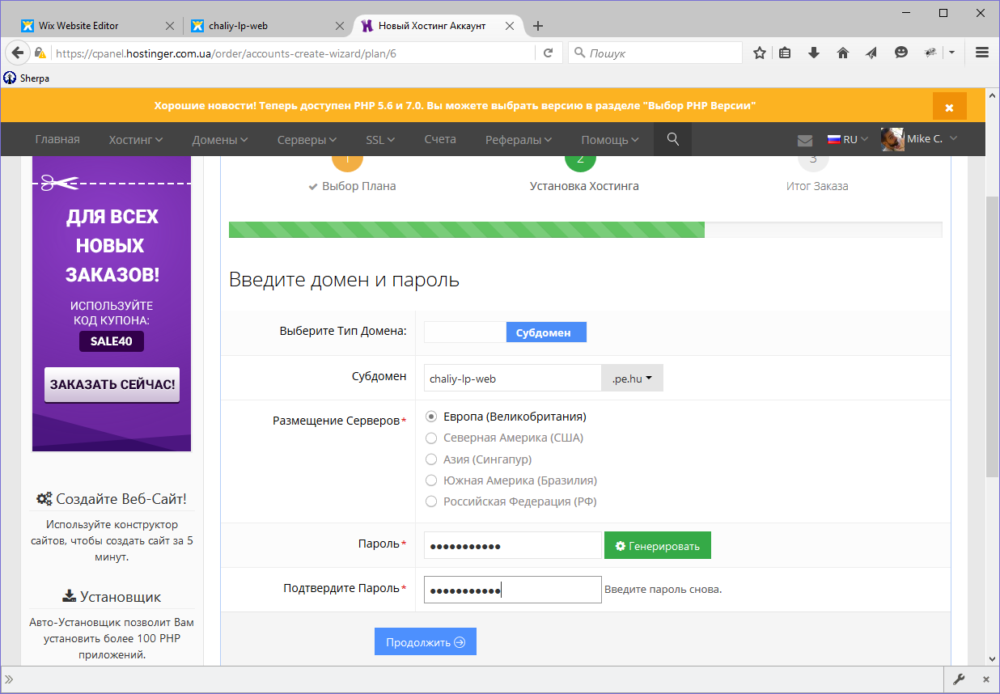 Wix Website Editor
chaliy-lp-web
Новый Хостинг Аккаунт
https://cpanel.hostinger.com.ua/order/accounts-create-wizard/plan/6
Пошук
Sherpa
Хорошие новости! Теперь доступен PHP 5.6 и 7.0. Вы можете выбрать версию в разделе "Выбор PHP Версии"
Главная Хостинг Домены Серверы SSL Счета Рефералы Помощь RU Mike C.
ДЛЯ ВСЕХ
НОВЫХ
ЗАКАЗОВ!
ИСПОЛЬЗУЙТЕ
КОД КУПОНА:
SALE40
ЗАКАЗАТЬ СЕЙЧАС!
Создайте Веб-Сайт!
Используйте конструктор
сайтов, чтобы создать сайт за 5
минут.
Установщик
Авто-Установщик позволит Вам
установить более 100 PHP
приложений.
1 2 3
Выбор Плана Установка Хостинга Итог Заказа
Введите домен и пароль
Выберите Тип Домена: Субдомен
Субдомен chaliy-lp-web .pe.hu
Размещение Серверов* Европа (Великобритания)
Северная Америка (США)
Азия (Сингапур)
Южная Америка (Бразилия)
Российская Федерация (РФ)
Пароль* Генерировать
Подтвердите Пароль* Введите пароль снова.
Продолжить